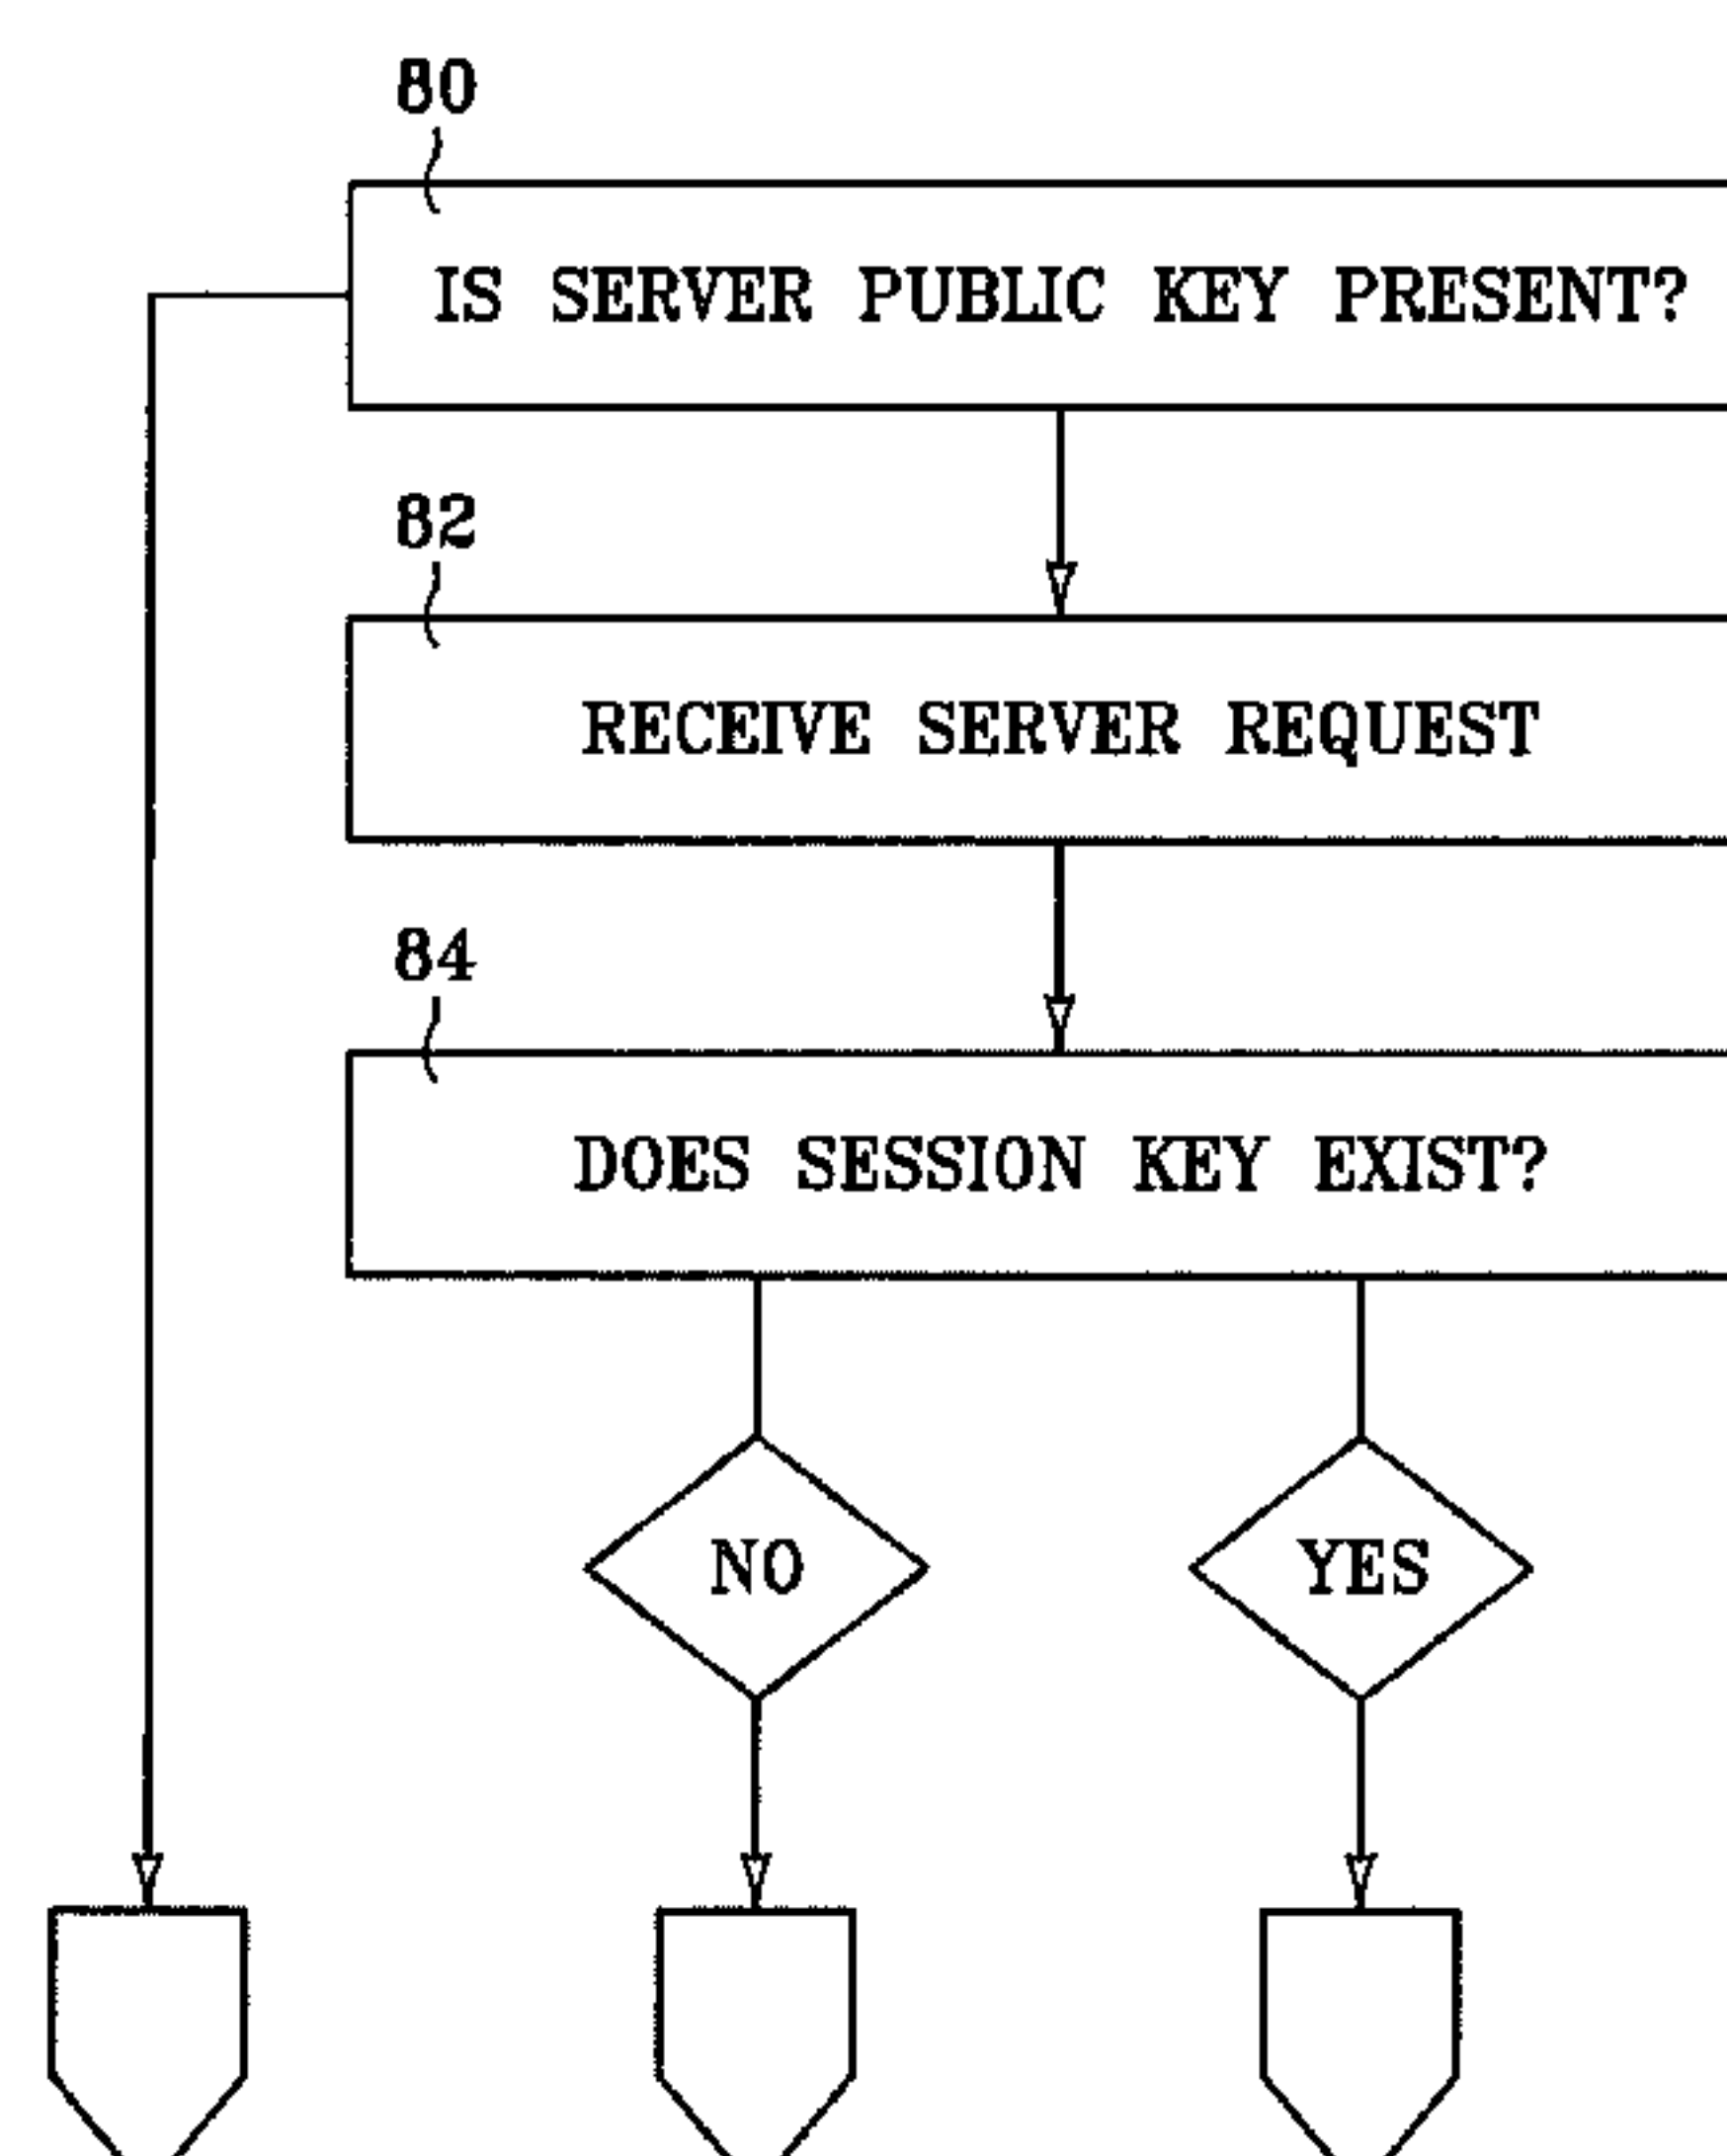 80
IS SERVER PUBLIC KEY PRESENT?
82
RECEIVE SERVER REQUEST
84
DOES SESSION KEY EXIST?
NO
YES